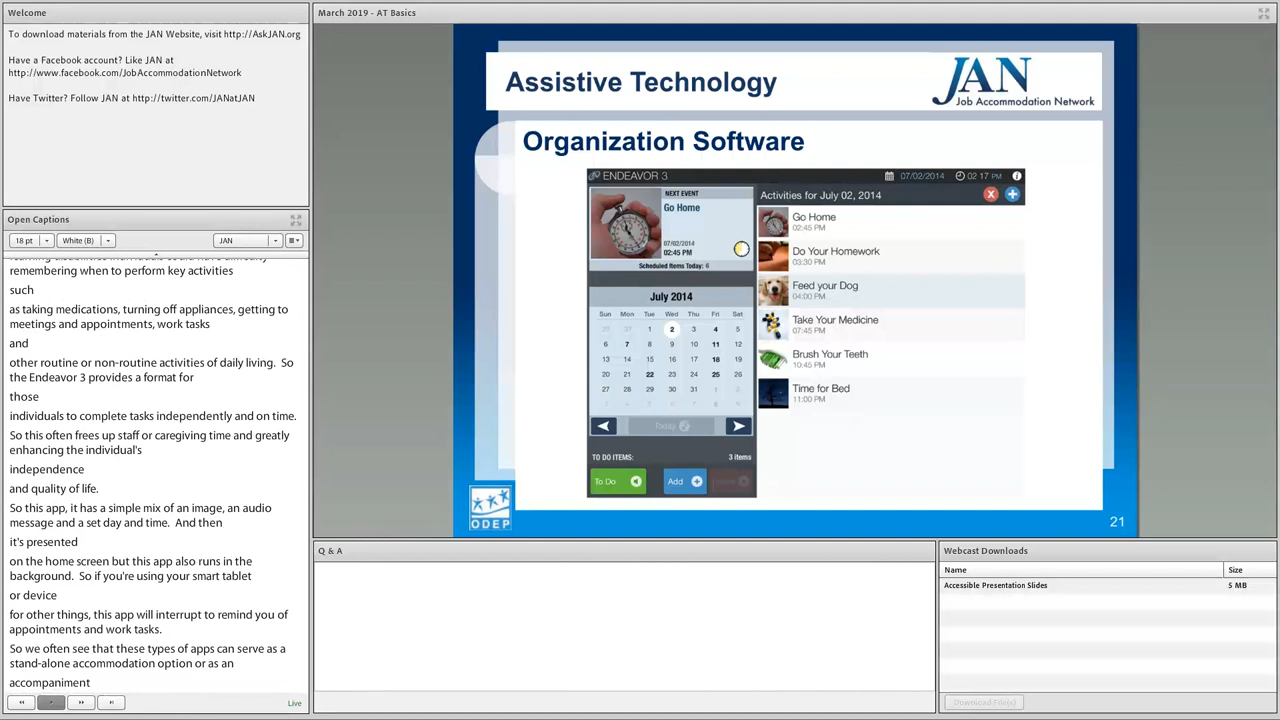 Welcome
To download materials from the JAN Website, visit http://AskJAN.org
Have a Facebook account? Like JAN at
http://www.facebook.com/JobAccommodationNetwork
Have Twitter? Follow JAN at http://twitter.com/JANatJAN
Open Captions
18 pt
White (B)
JAN
remembering when to perform key activities
such
as taking medications, turning off appliances, getting to
meetings and appointments, work tasks
and
other routine or non-routine activities of daily living. So
the Endeavor 3 provides a format for
those
individuals to complete tasks independently and on time.
So this often frees up staff or caregiving time and greatly
enhancing the individual's
independence
and quality of life.
So this app, it has a simple mix of an image, an audio
message and a set day and time. And then
it's presented
on the home screen but this app also runs in the
background. So if you're using your smart tablet
or device
for other things, this app will interrupt to remind you of
appointments and work tasks.
So we often see that these types of apps can serve as a
stand-alone accommodation option or as an
accompaniment
Live
March 2019 - AT Basics
Assistive Technology
JAN
Job Accommodation Network
Organization Software
ENDEAVOR 3
07/02/2014
02:17 PM
NEXT EVENT
Go Home
07/02/2014
02:45 PM
Scheduled Items Today: 6
July 2014
Sun Mon Tue Wed Thu Fri Sat
1 2 3 4 5
6 7 8 9 10 11 12
13 14 15 16 17 18 19
20 21 22 23 24 25 26
27 28 29 30 31
Today
TO DO ITEMS: 3 items
To Do
Add
Activities for July 02, 2014
Go Home
02:45 PM
Do Your Homework
03:30 PM
Feed your Dog
04:00 PM
Take Your Medicine
07:45 PM
Brush Your Teeth
10:45 PM
Time for Bed
11:00 PM
ODEP
21
Q & A
Webcast Downloads
Name Size
Accessible Presentation Slides 5 MB
Download File(s)